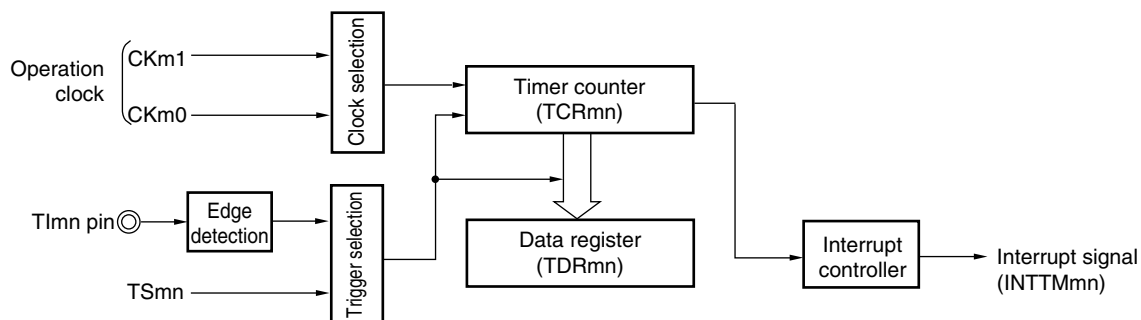 Operation
clock
CKm1
CKm0
Clock selection
Timer counter
(TCRmn)
TImn pin
Edge
detection
TSmn
Trigger selection
Data register
(TDRmn)
Interrupt
controller
Interrupt signal
(INTTMmn)